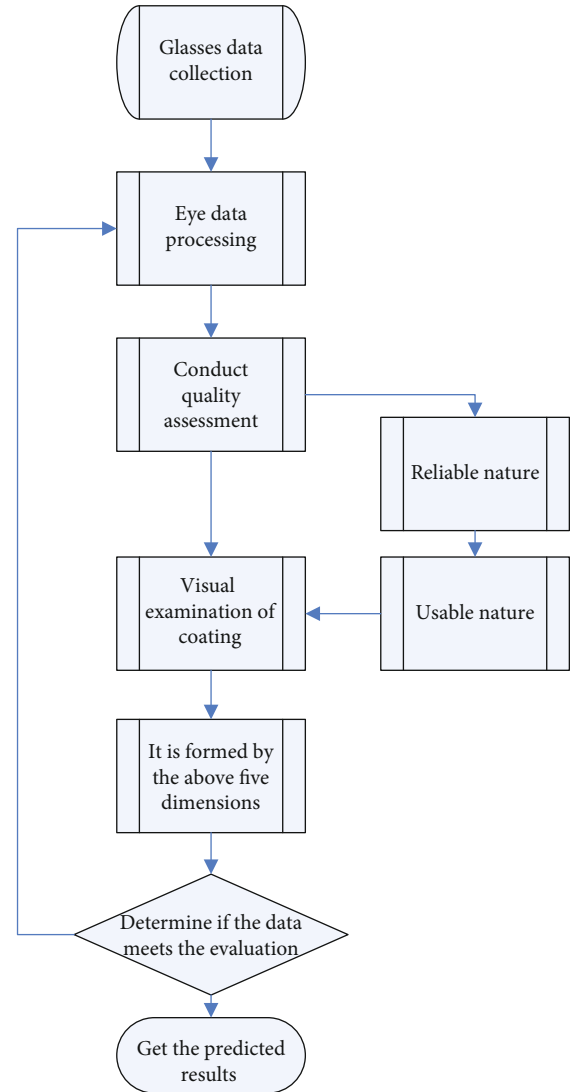 Glasses data
collection
Eye data
processing
Conduct
quality
assessment
Reliable nature
Usable nature
Visual
examination of
coating
It is formed by
the above five
dimensions
Determine if the data
meets the evaluation
Get the predicted
results